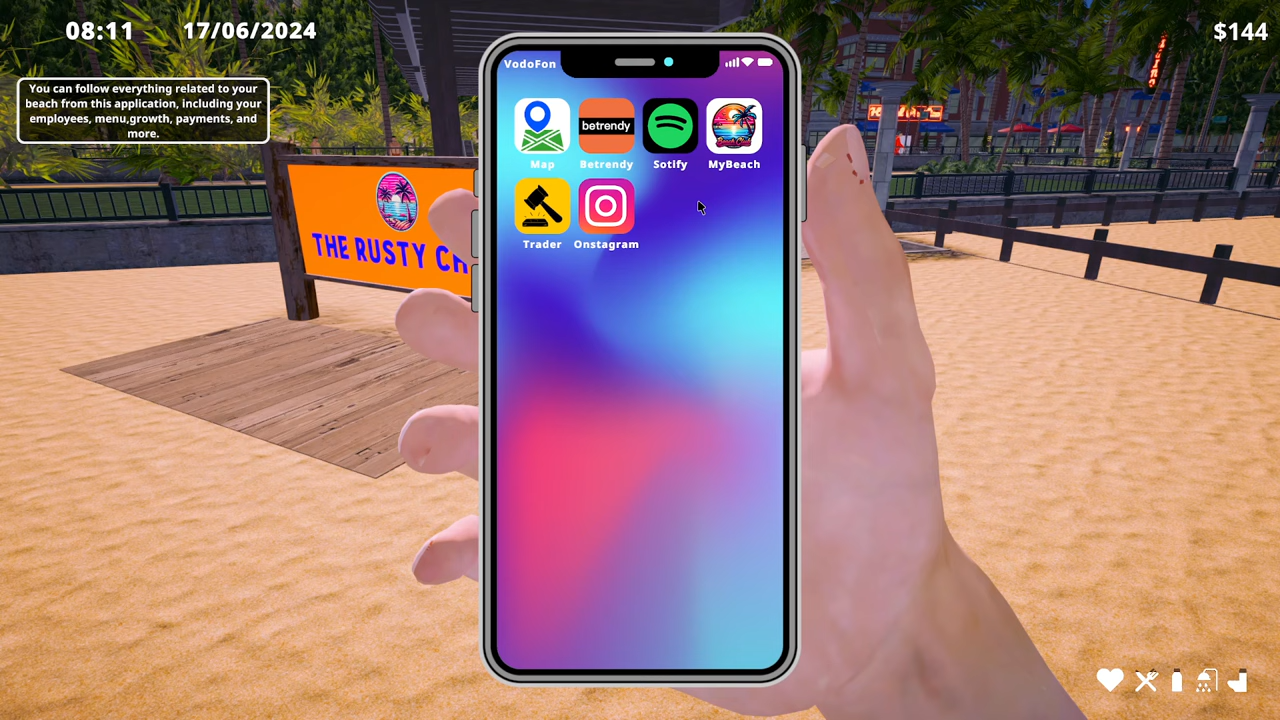 08:11 17/06/2024
$144
You can follow everything related to your
beach from this application, including your
employees, menu,growth, payments, and
more.
VodoFon
betrendy
Map Betrendy Sotify MyBeach
Trader Onstagram
THE RUSTY